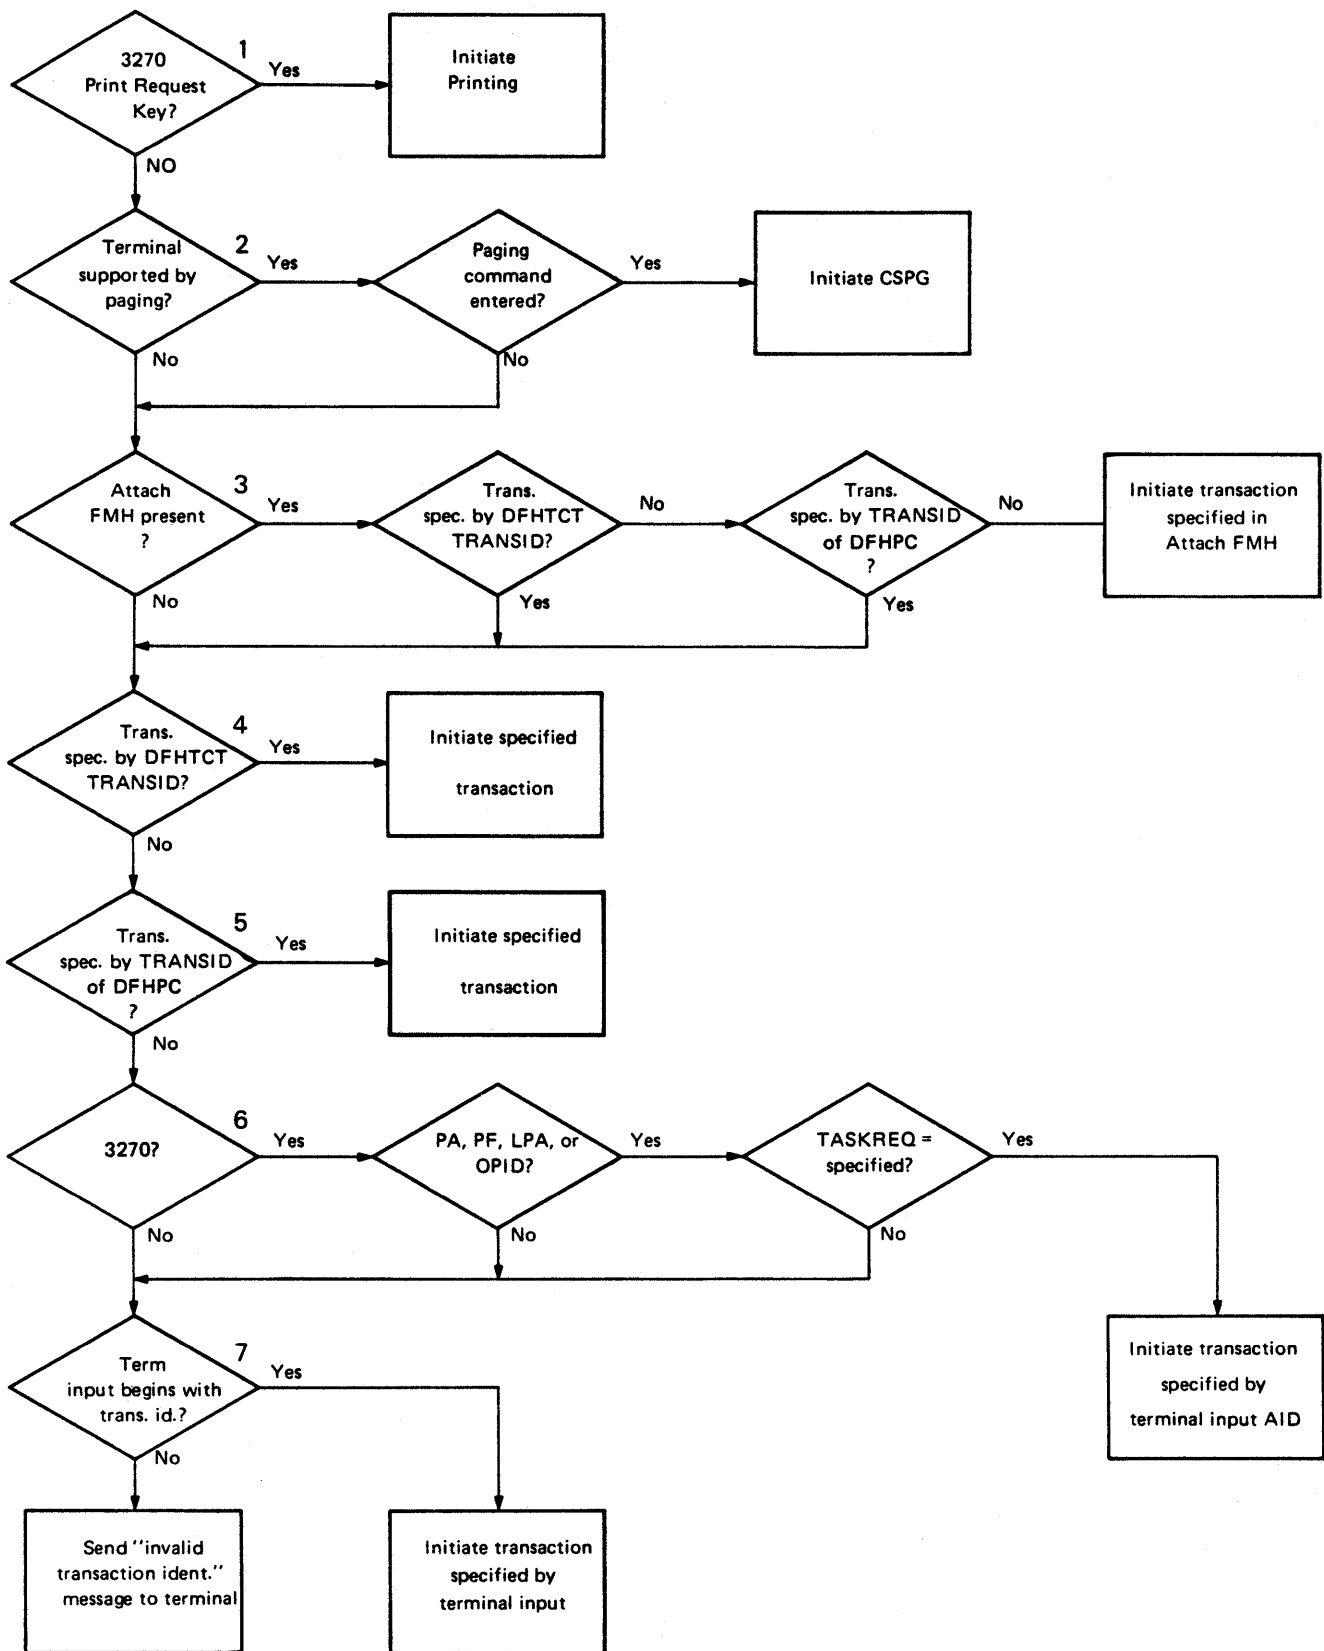 1
3270
Print Request
Key?
Yes
Initiate
Printing
NO
2
Terminal
supported by
paging?
Yes
Paging
command
entered?
Yes
Initiate CSPG
No
No
3
Attach
FMH present
?
Yes
Trans.
spec. by DFHTCT
TRANSID?
No
Trans.
spec. by TRANSID
of DFHPC
?
No
Initiate transaction
specified in
Attach FMH
No
Yes
Yes
4
Trans.
spec. by DFHTCT
TRANSID?
Yes
Initiate specified
transaction
No
5
Trans.
spec. by TRANSID
of DFHPC
?
Yes
Initiate specified
transaction
No
6
3270?
Yes
PA, PF, LPA, or
OPID?
Yes
TASKREQ =
specified?
Yes
No
No
No
7
Term
input begins with
trans. id.?
Yes
Initiate transaction
specified by
terminal input AID
No
Send "invalid
transaction ident."
message to terminal
Initiate transaction
specified by
terminal input